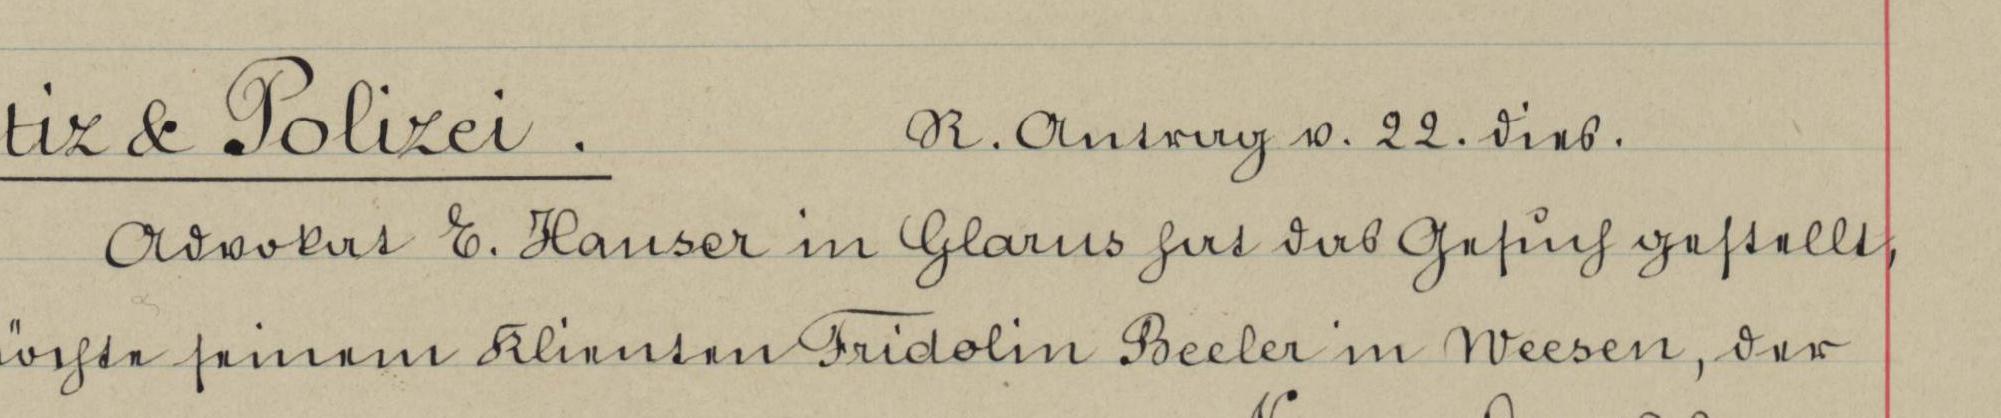 tiz & Polizei. R. Antrag v. 22. dies.
Advokat E. Hauser in Glarus hat das Gesuch gestellt,
öchte seinem Klienten Fridolin Beeler in Weesen, der